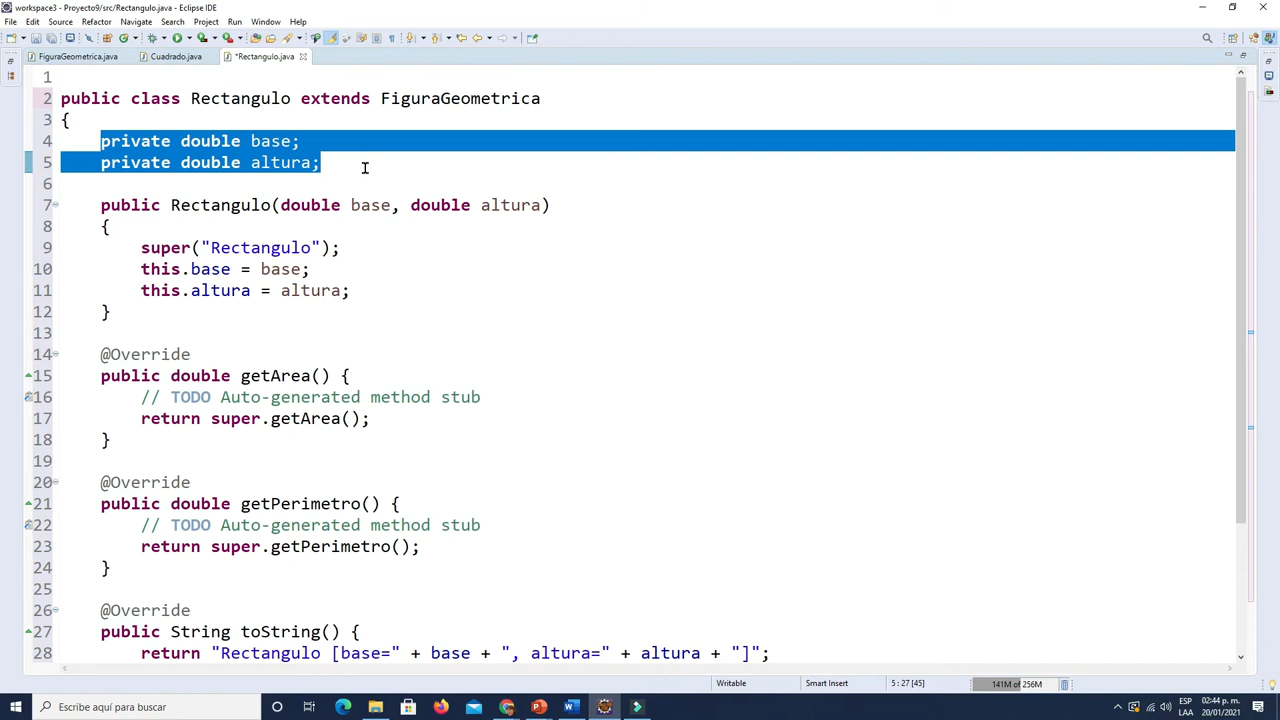 workspace3 - Proyecto9/src/Rectangulo.java - Eclipse IDE
File Edit Source Refactor Navigate Search Project Run Window Help
FiguraGeometrica.java Cuadrado.java *Rectangulo.java
1
2 public class Rectangulo extends FiguraGeometrica
3 {
4 private double base;
5 private double altura;
6
7 public Rectangulo(double base, double altura)
8 {
9 super("Rectangulo");
10 this.base = base;
11 this.altura = altura;
12 }
13
14 @Override
15 public double getArea() {
16 // TODO Auto-generated method stub
17 return super.getArea();
18 }
19
20 @Override
21 public double getPerimetro() {
22 // TODO Auto-generated method stub
23 return super.getPerimetro();
24 }
25
26 @Override
27 public String toString() {
28 return "Rectangulo [base=" + base + ", altura=" + altura + "]";
Writable Smart Insert 5 : 27 [45] 141M of 256M
Escribe aquí para buscar
ESP 02:44 p. m.
LAA 20/01/2021